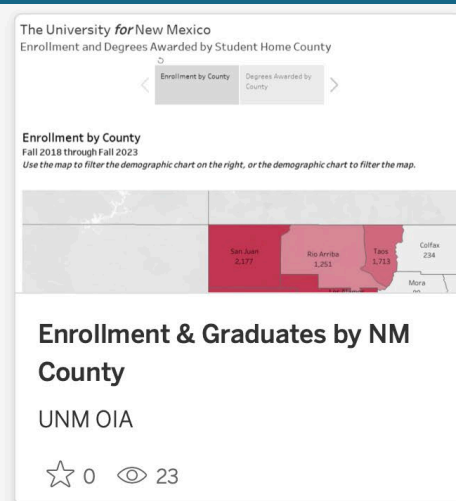 The University for New Mexico
Enrollment and Degrees Awarded by Student Home County
Enrollment by County
Degrees Awarded by County
Enrollment by County
Fall 2018 through Fall 2023
Use the map to filter the demographic chart on the right, or the demographic chart to filter the map.
San Juan
2,177
Rio Arriba
1,251
Taos
1,713
Colfax
234
Mora
Enrollment & Graduates by NM
County
UNM OIA
0 23